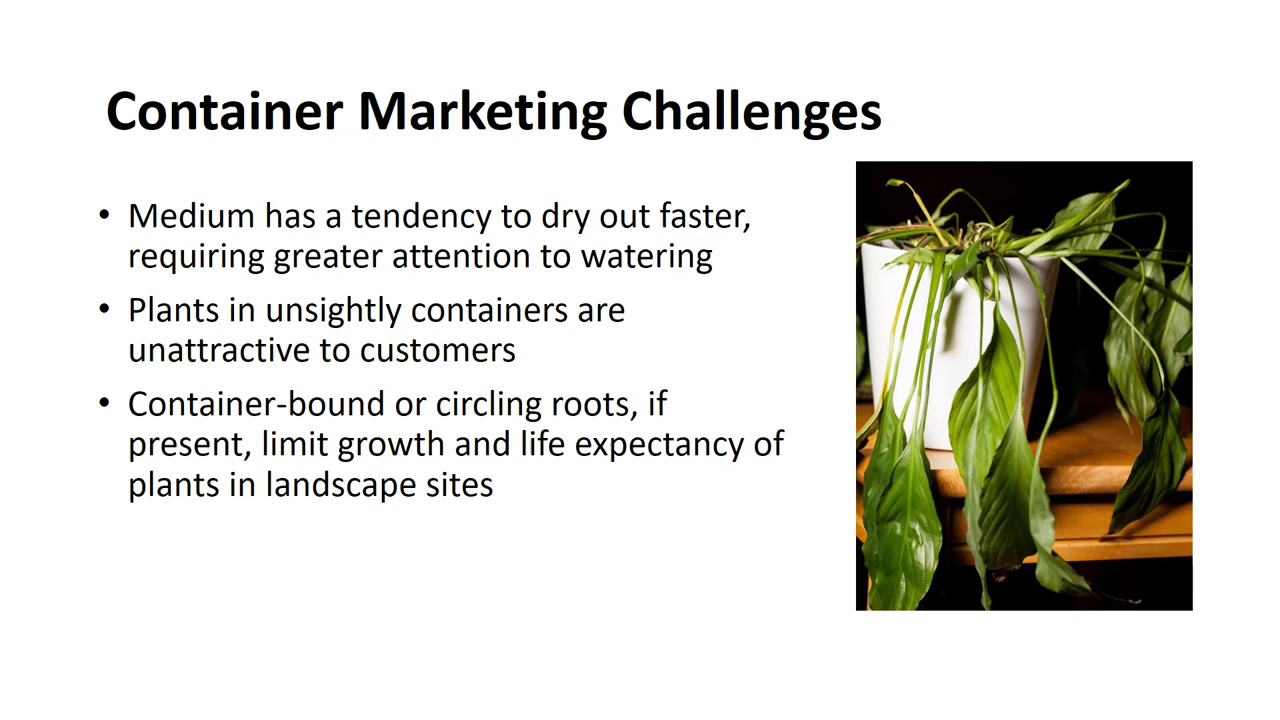 Container Marketing Challenges
• Medium has a tendency to dry out faster,
requiring greater attention to watering
• Plants in unsightly containers are
unattractive to customers
• Container-bound or circling roots, if
present, limit growth and life expectancy of
plants in landscape sites